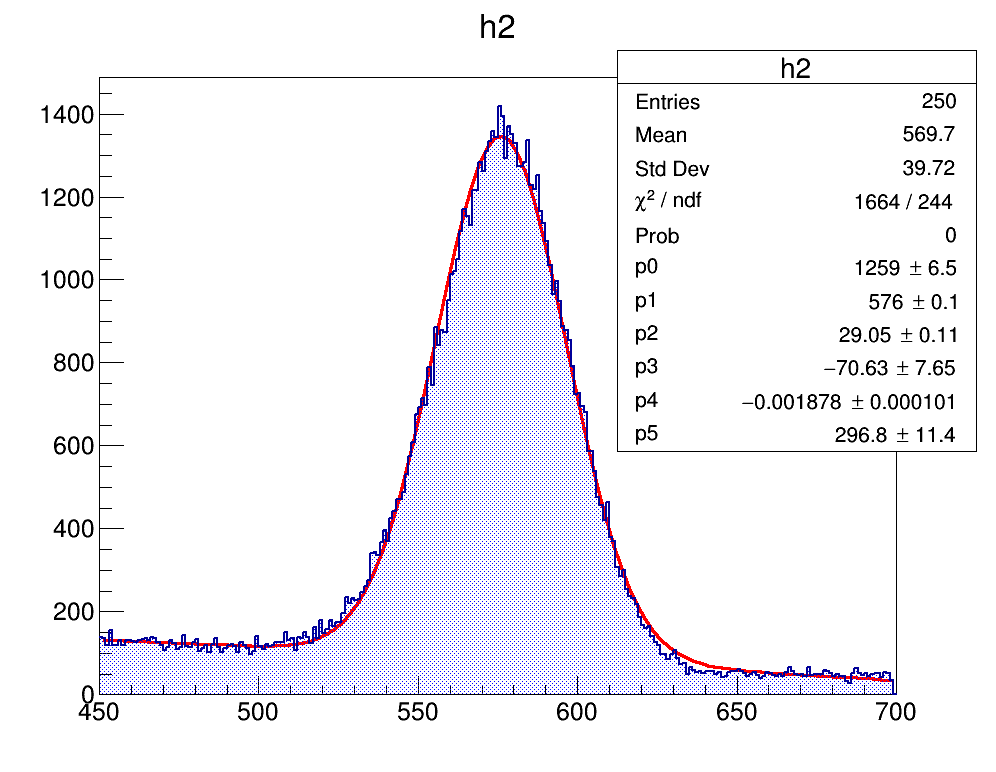 h2
h2
Entries 250
Mean 569.7
Std Dev 39.72
χ² / ndf 1664 / 244
Prob 0
p0 1259 ± 6.5
p1 576 ± 0.1
p2 29.05 ± 0.11
p3 −70.63 ± 7.65
p4 −0.001878 ± 0.000101
p5 296.8 ± 11.4
1400
1200
1000
800
600
400
200
0
450 500 550 600 650 700